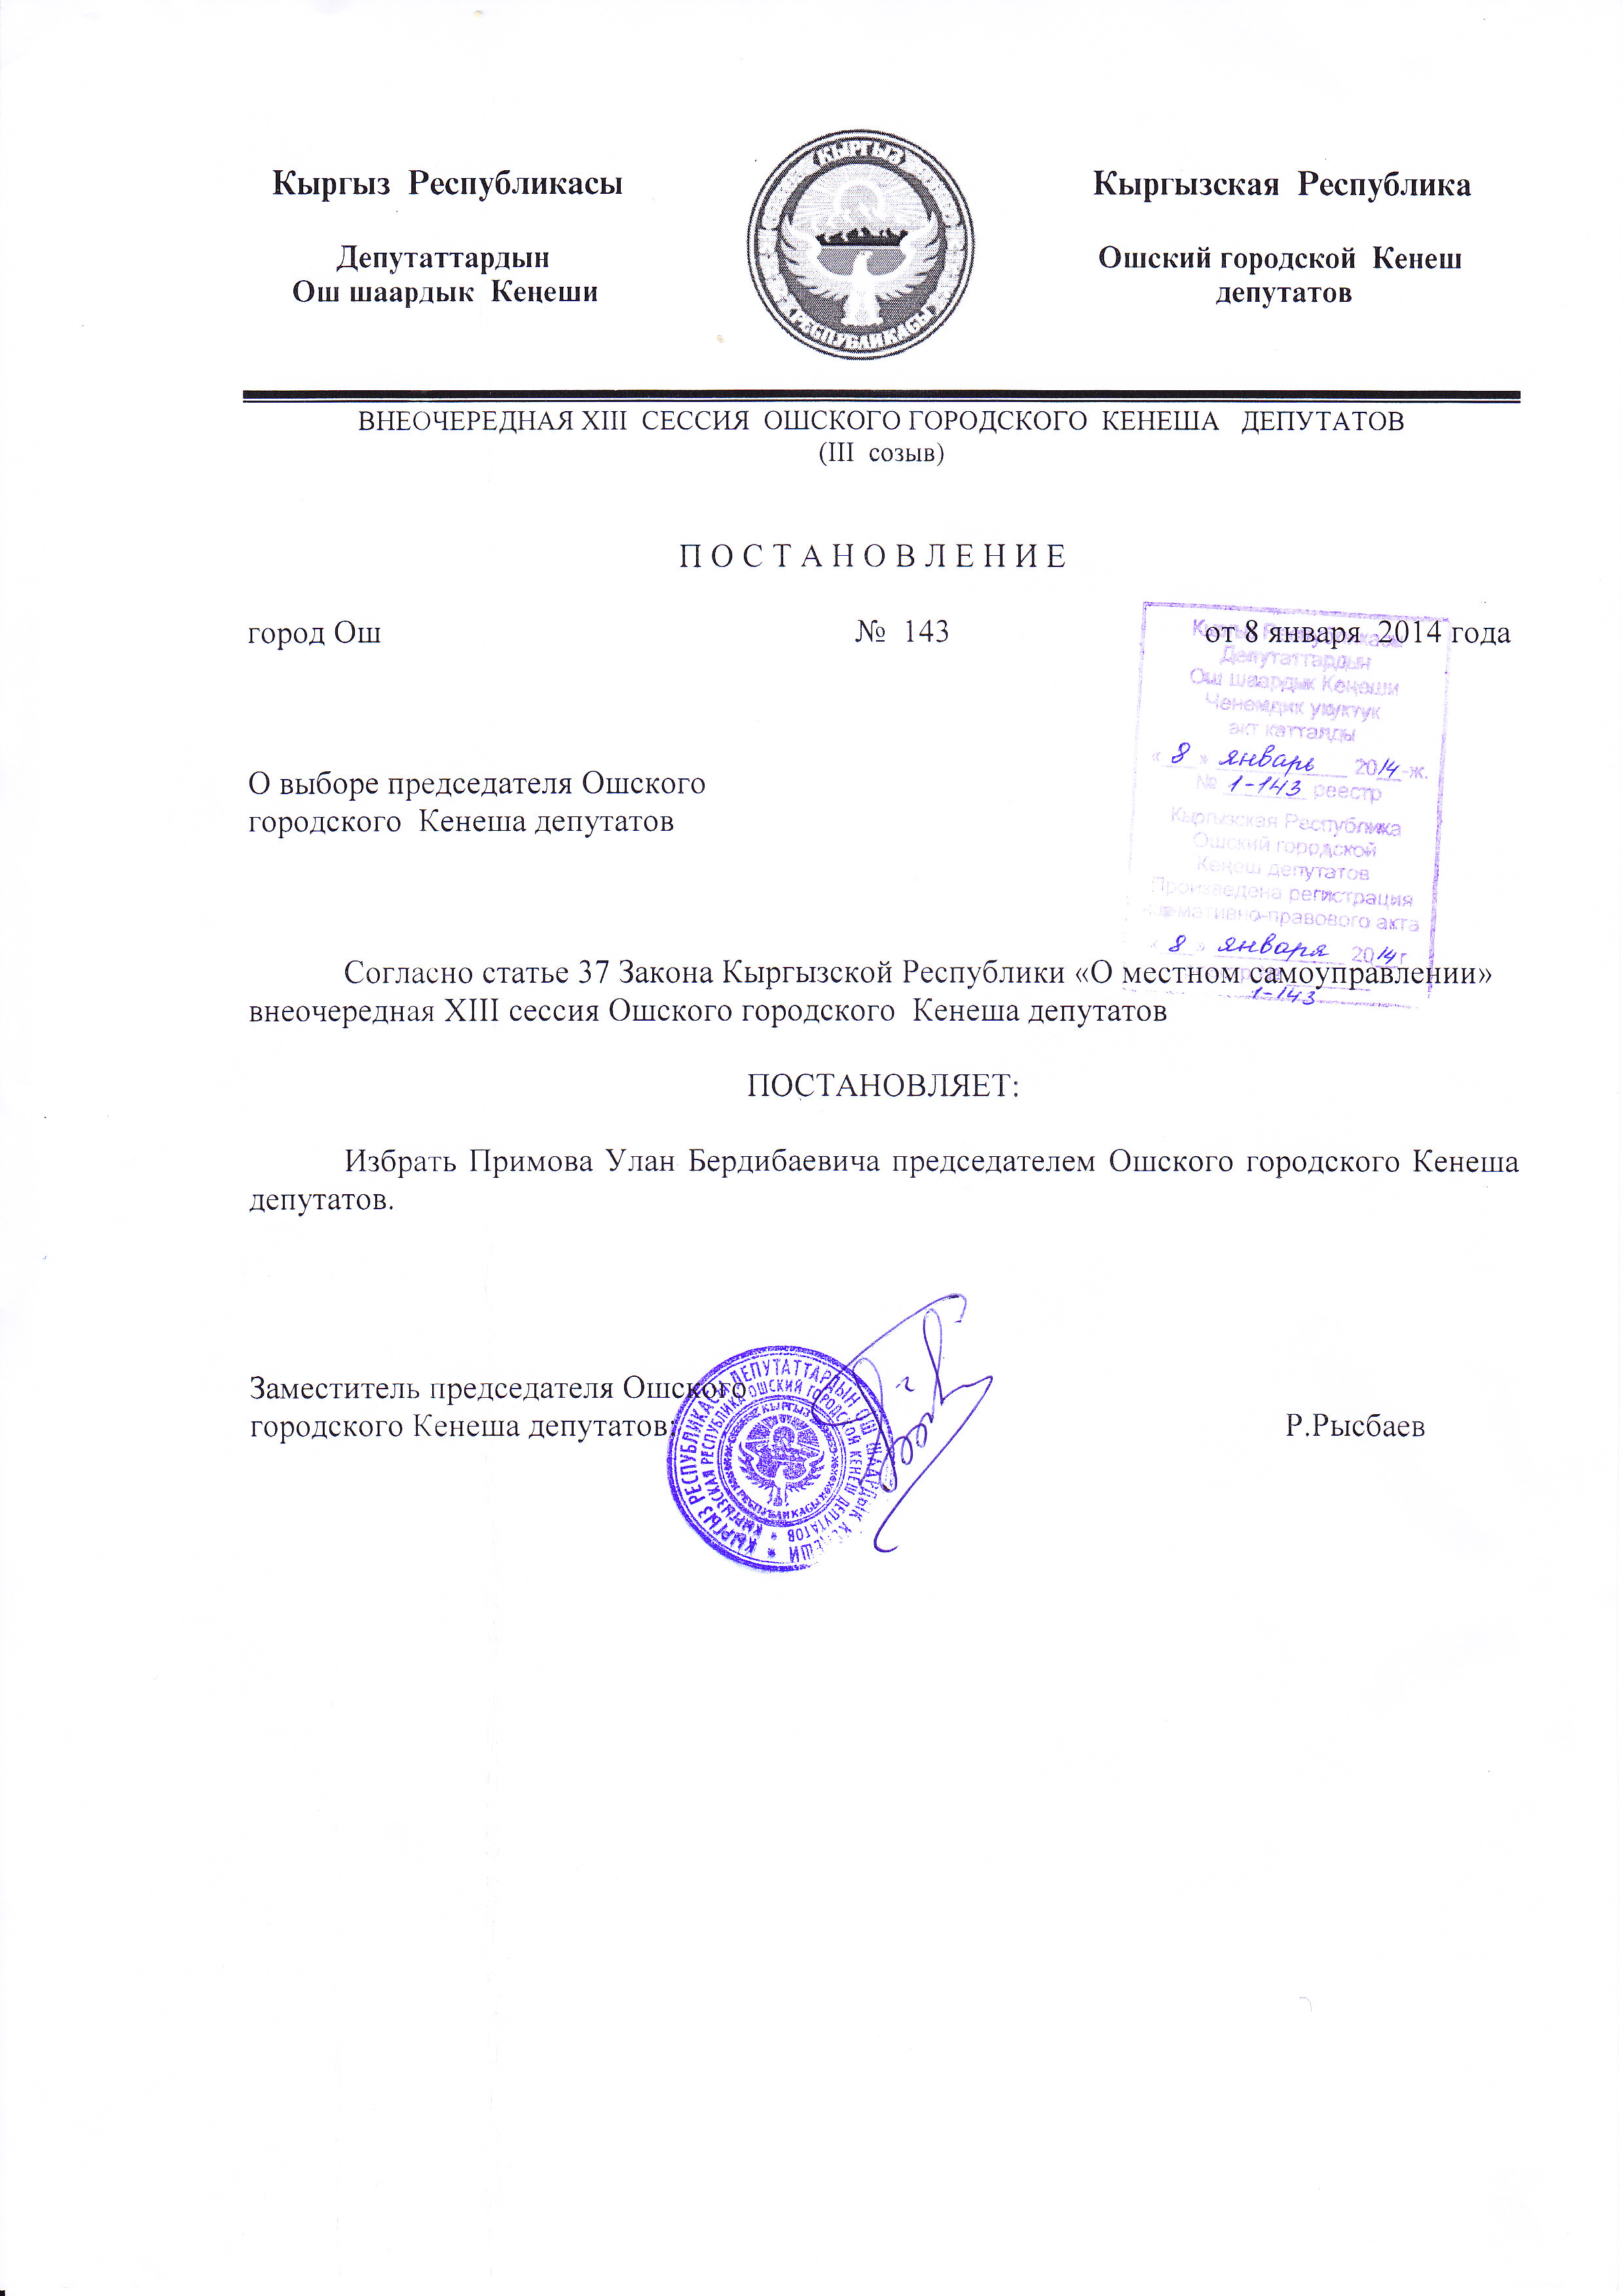 Кыргыз Республикасы
Депутаттардын
Ош шаардык Кеңеши
КЫРГЫЗ
РЕСПУБЛИКАСЫ
Кыргызская Республика
Ошский городской Кенеш
депутатов
ВНЕОЧЕРЕДНАЯ XIII СЕССИЯ ОШСКОГО ГОРОДСКОГО КЕНЕША ДЕПУТАТОВ
(III созыв)
П О С Т А Н О В Л Е Н И Е
город Ош № 143 от 8 января 2014 года
Кыргыз Республикасы
Депутаттардын
Ош шаардык Кеңеши
Ченемдик укуктук
акт катталды
« 8 » январь 2014-ж.
№ 1-143 реестр
Кыргызская Республика
Ошский городской
Кеңеш депутатов
Произведена регистрация
нормативно-правового акта
« 8 » января 2014г
1-143
О выборе председателя Ошского
городского Кенеша депутатов
Согласно статье 37 Закона Кыргызской Республики «О местном самоуправлении»
внеочередная XIII сессия Ошского городского Кенеша депутатов
ПОСТАНОВЛЯЕТ:
Избрать Примова Улан Бердибаевича председателем Ошского городского Кенеша
депутатов.
Заместитель председателя Ошского
городского Кенеша депутатов: Р.Рысбаев
КЫРГЫЗ РЕСПУБЛИКАСЫ ДЕПУТАТТАРДЫН ОШ ШААРДЫК КЕҢЕШИ
КЫРГЫЗСКАЯ РЕСПУБЛИКА ОШСКИЙ ГОРОДСКОЙ КЕНЕШ ДЕПУТАТОВ
КЫРГЫЗ
РЕСПУБЛИКАСЫ